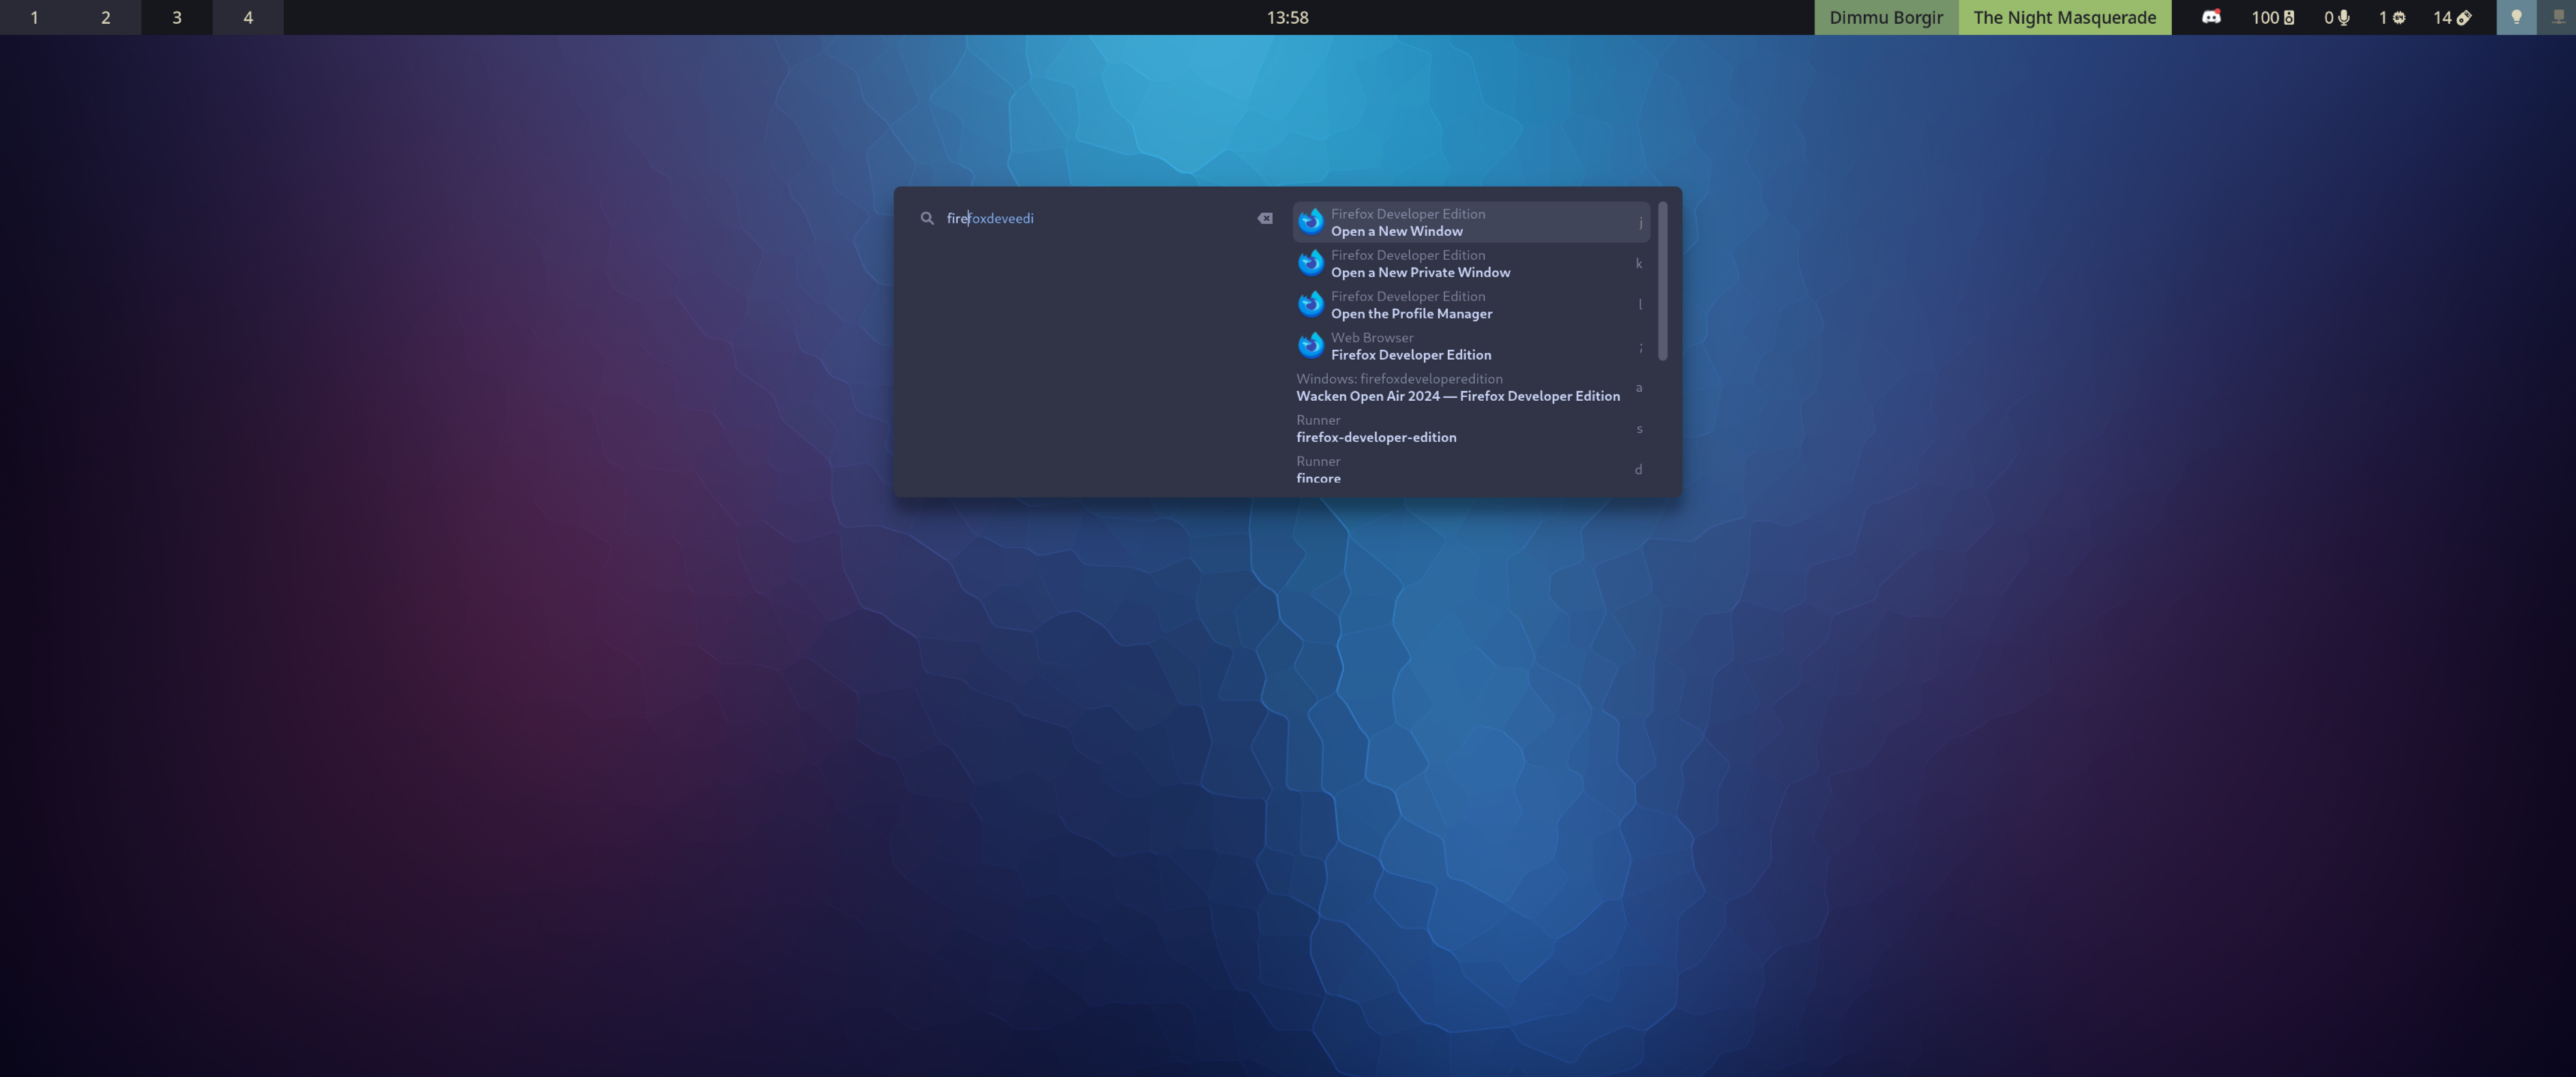 1 2 3 4 13:58 Dimmu Borgir The Night Masquerade 100 0 1 14
firefoxdeveedi
Firefox Developer Edition
Open a New Window j
Firefox Developer Edition
Open a New Private Window k
Firefox Developer Edition
Open the Profile Manager l
Web Browser
Firefox Developer Edition ;
Windows: firefoxdeveloperedition
Wacken Open Air 2024 — Firefox Developer Edition a
Runner
firefox-developer-edition s
Runner
fincore d